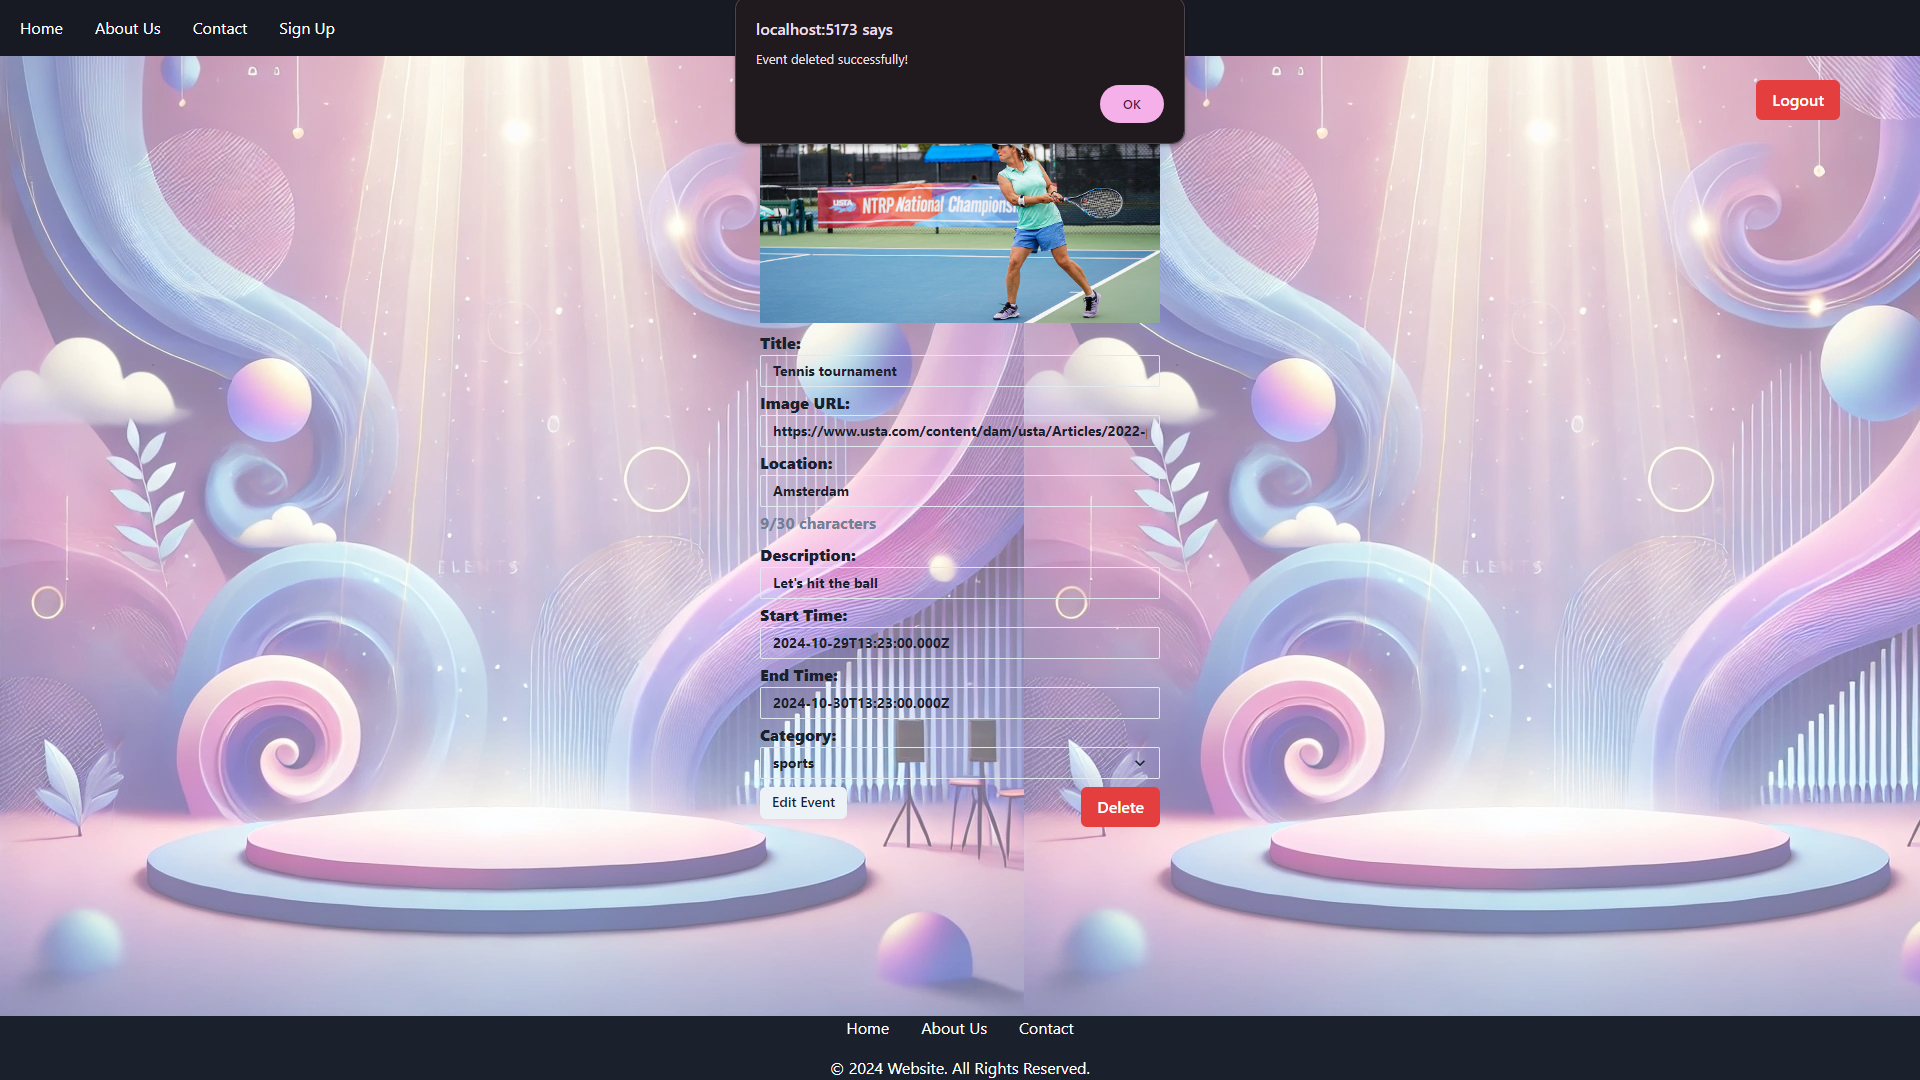 Home About Us Contact Sign Up
localhost:5173 says
Event deleted successfully!
OK
Logout
USTA NTRP National Champions
Title:
Tennis tournament
Image URL:
https://www.usta.com/content/dam/usta/Articles/2022-
Location:
Amsterdam
9/30 characters
Description:
Let's hit the ball
Start Time:
2024-10-29T13:23:00.000Z
End Time:
2024-10-30T13:23:00.000Z
Category:
sports
Edit Event Delete
Home About Us Contact
© 2024 Website. All Rights Reserved.